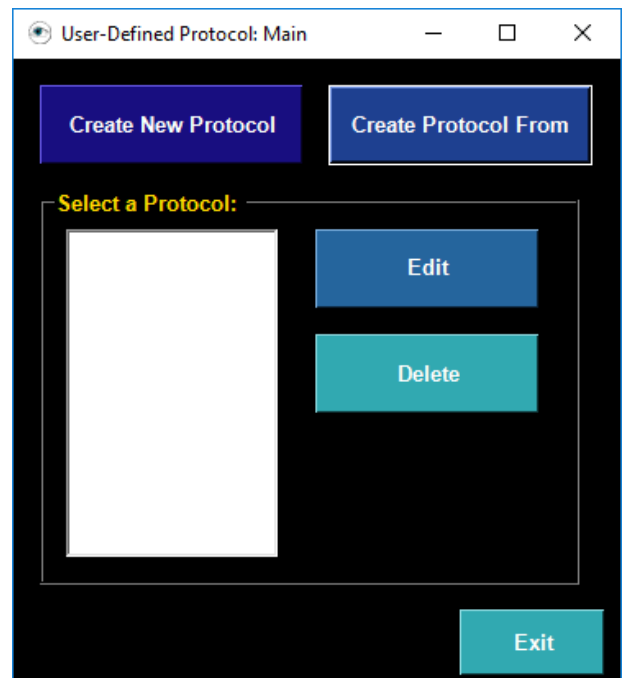 User-Defined Protocol: Main
Create New Protocol
Create Protocol From
Select a Protocol:
Edit
Delete
Exit